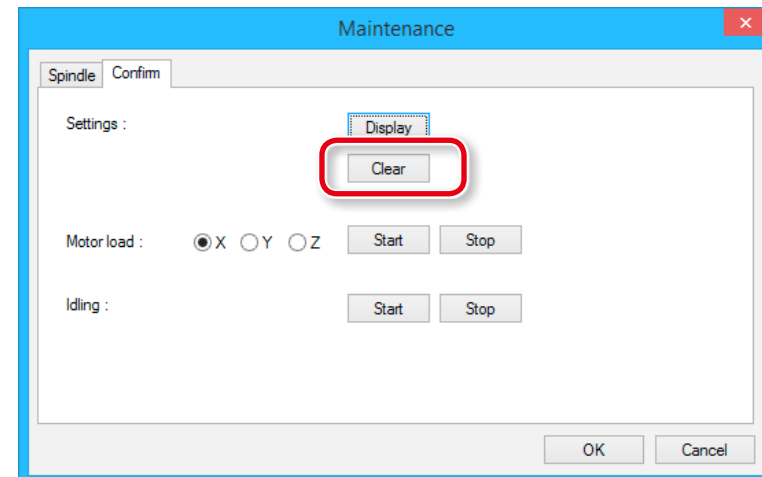 Maintenance
Spindle Confirm
Settings : Display
Clear
Motor load : X Y Z Start Stop
Idling : Start Stop
OK Cancel